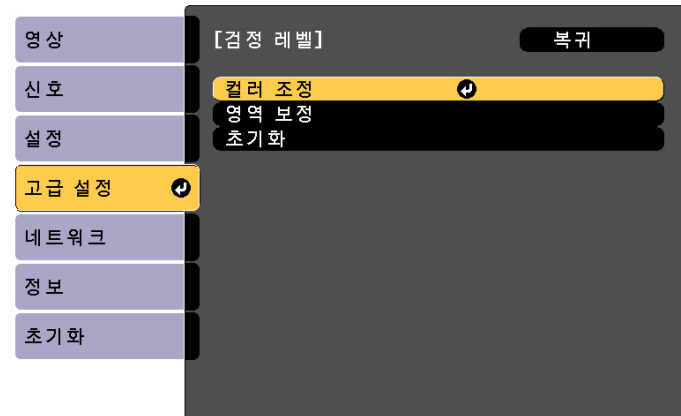 영상
신호
설정
고급 설정
네트워크
정보
초기화
[검정 레벨]
복귀
컬러 조정
영역 보정
초기화